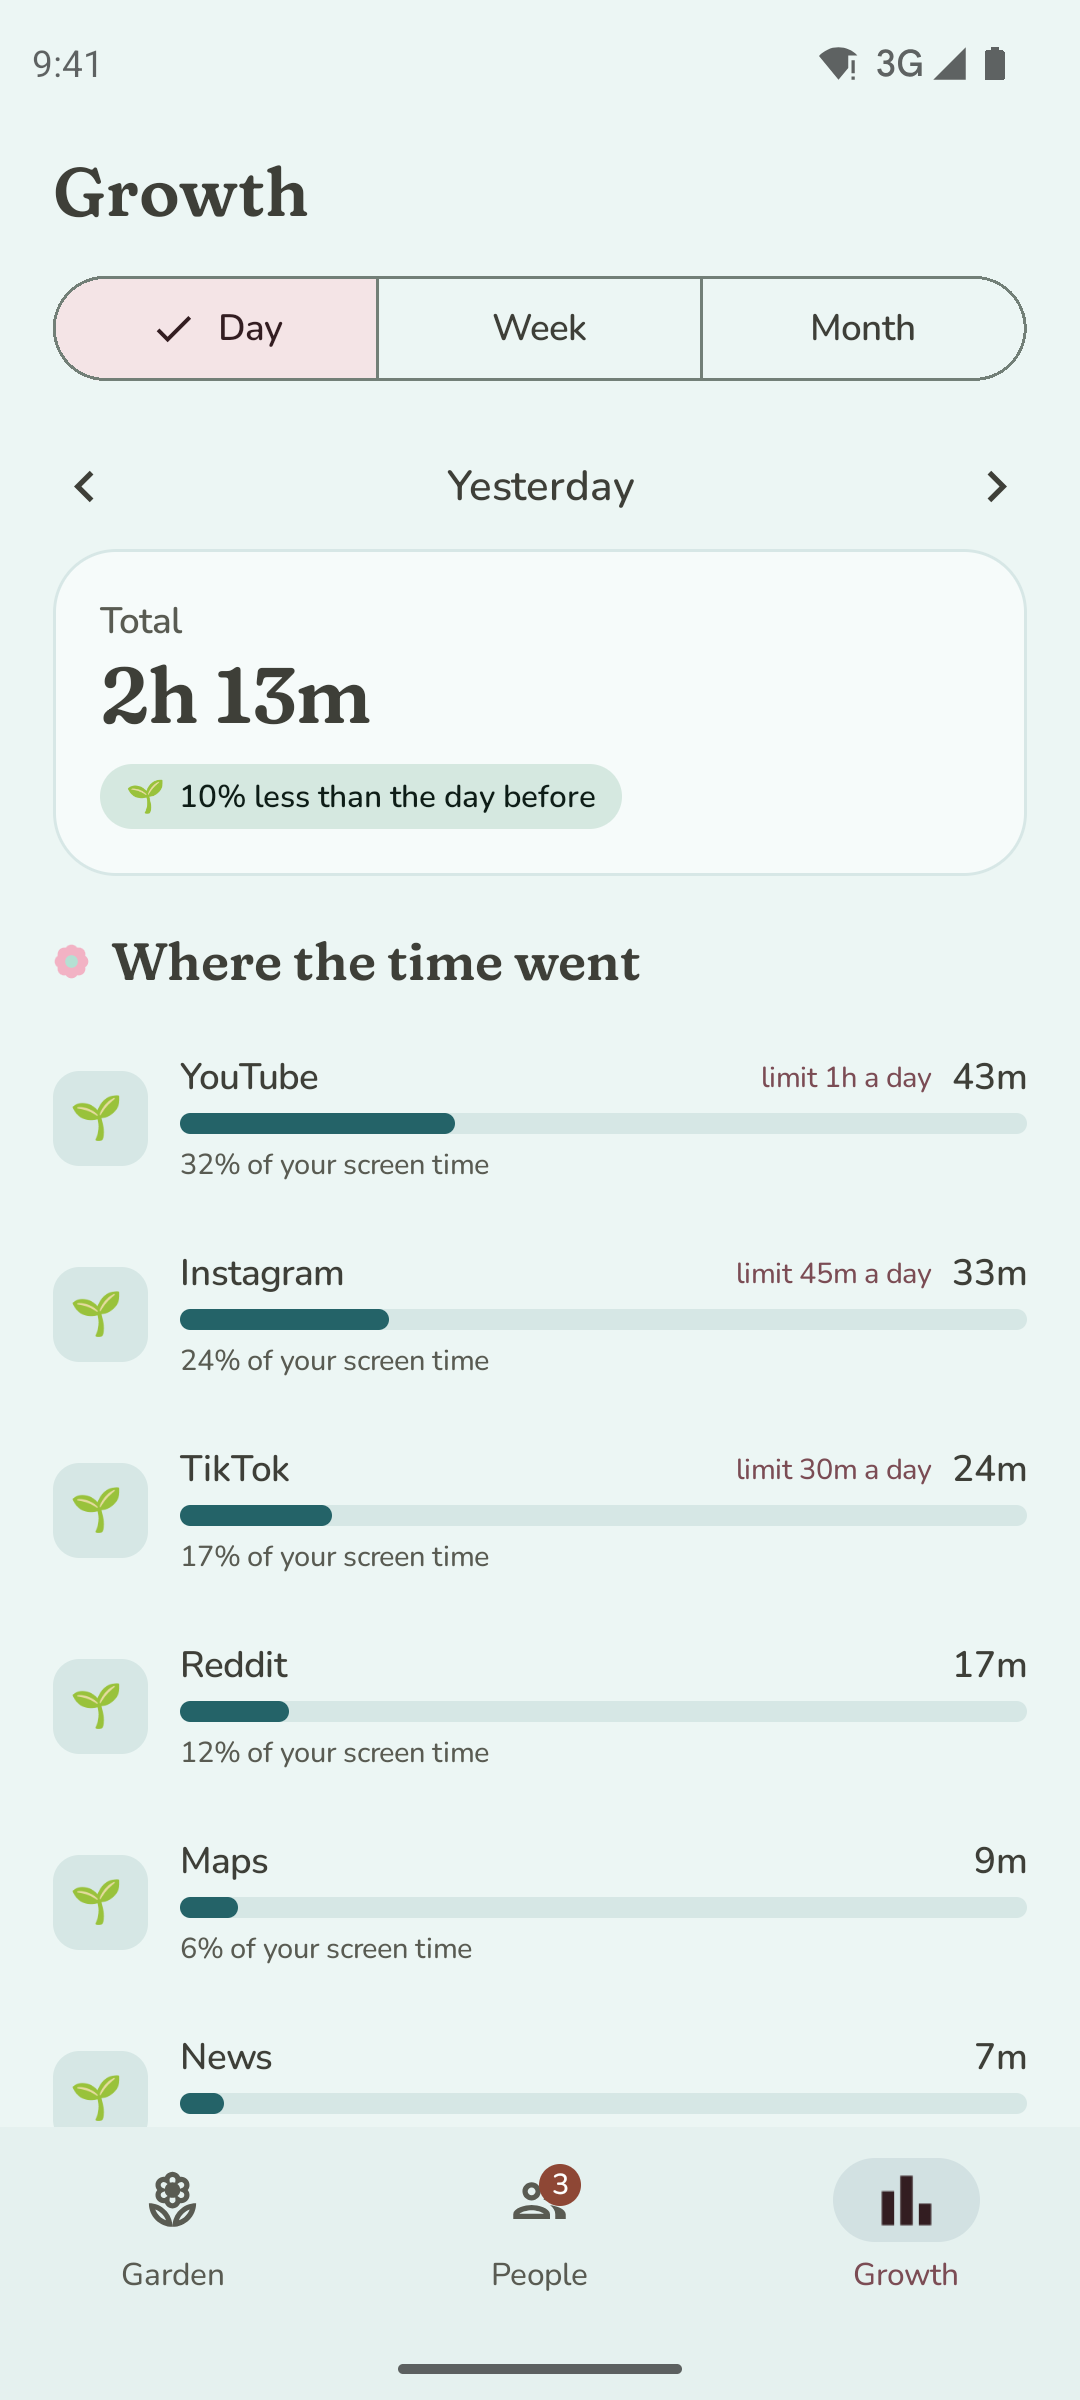 9:41
3G
Growth
Day
Week
Month
Yesterday
Total
2h 13m
10% less than the day before
Where the time went
YouTube
limit 1h a day
43m
32% of your screen time
Instagram
limit 45m a day
33m
24% of your screen time
TikTok
limit 30m a day
24m
17% of your screen time
Reddit
17m
12% of your screen time
Maps
9m
6% of your screen time
News
7m
3
Garden
People
Growth